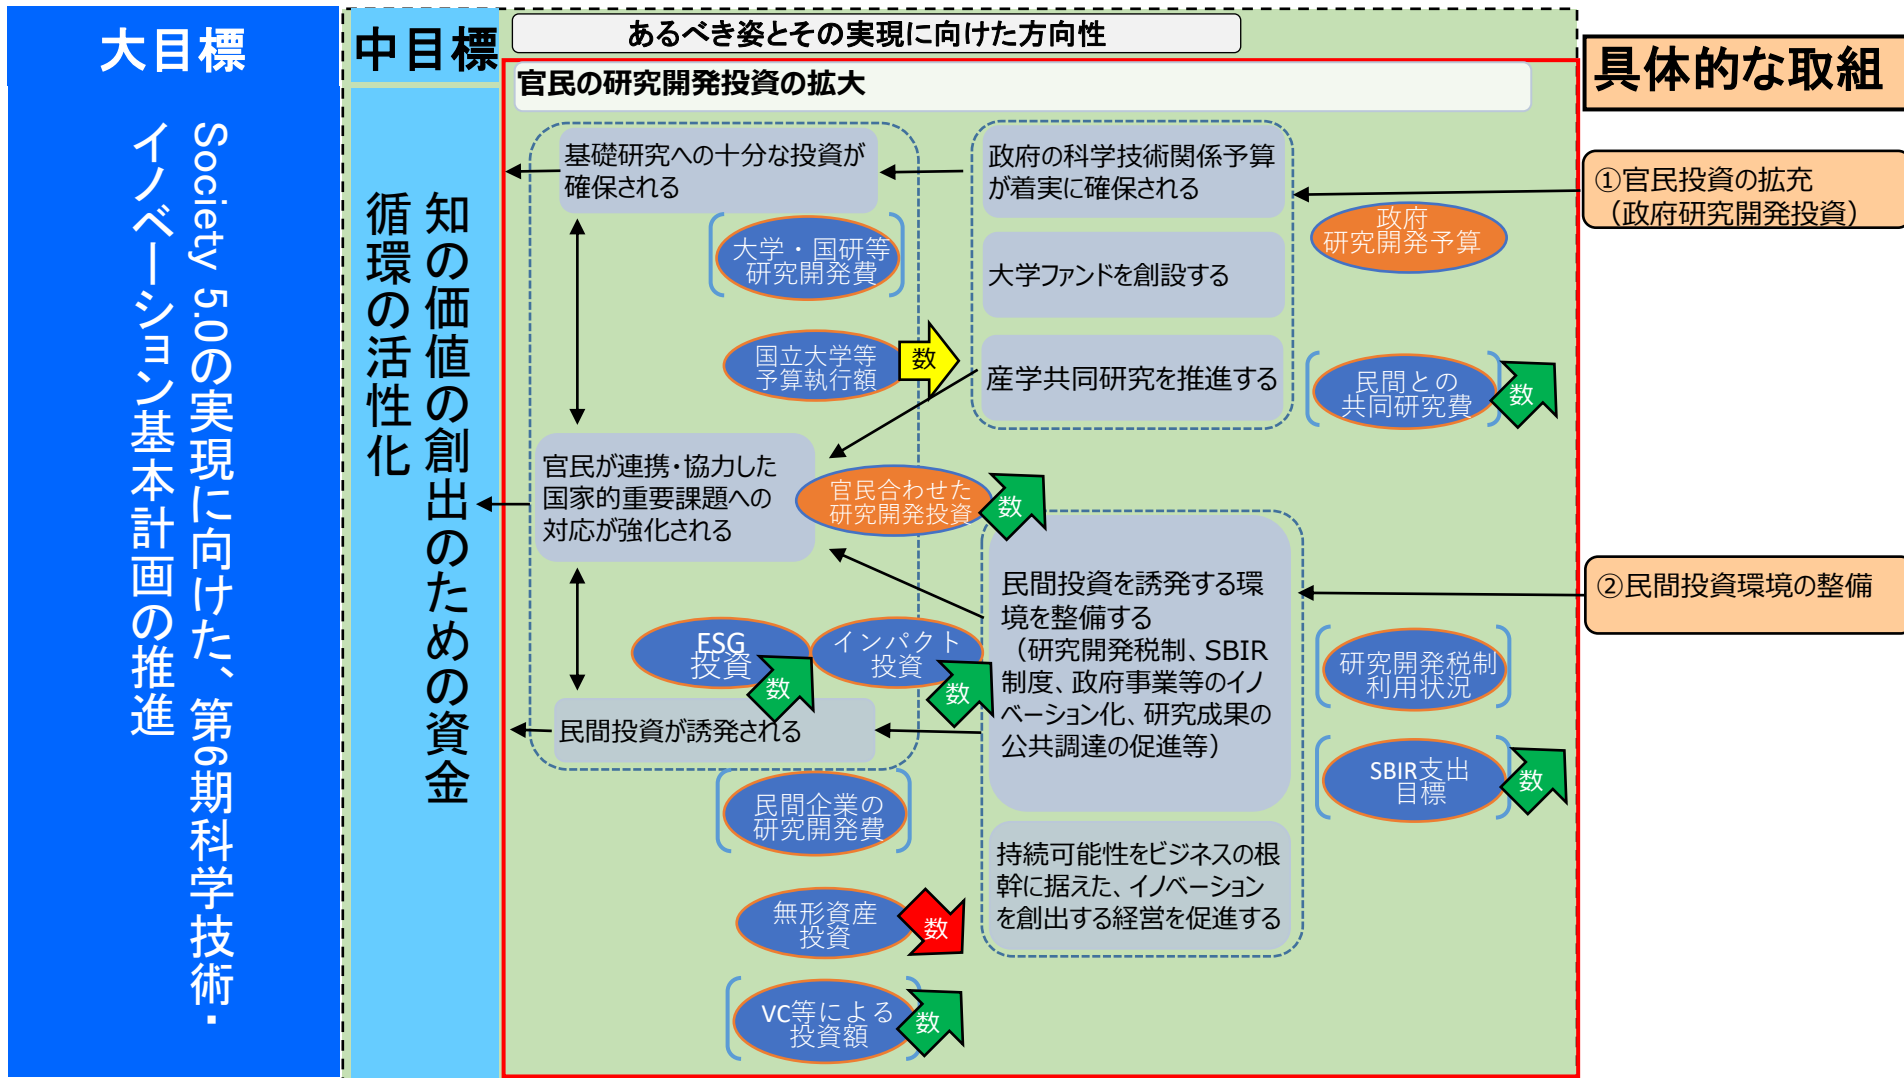 大目標
Society 5.0の実現に向けた、第6期科学技術・
イノベーション基本計画の推進
中目標
知の価値の創出のための資金
循環の活性化
あるべき姿とその実現に向けた方向性
官民の研究開発投資の拡大
基礎研究への十分な投資が
確保される
大学・国研等
研究開発費
国立大学等
予算執行額
数
官民が連携・協力した
国家的重要課題への
対応が強化される
官民合わせた
研究開発投資
数
ESG
投資
数
インパクト
投資
数
民間投資が誘発される
民間企業の
研究開発費
無形資産
投資
数
VC等による
投資額
数
政府の科学技術関係予算
が着実に確保される
大学ファンドを創設する
産学共同研究を推進する
政府
研究開発予算
民間との
共同研究費
数
民間投資を誘発する環
境を整備する
（研究開発税制、SBIR
制度、政府事業等のイノ
ベーション化、研究成果の
公共調達の促進等）
持続可能性をビジネスの根
幹に据えた、イノベーション
を創出する経営を促進する
研究開発税制
利用状況
SBIR支出
目標
数
具体的な取組
①官民投資の拡充
（政府研究開発投資）
②民間投資環境の整備